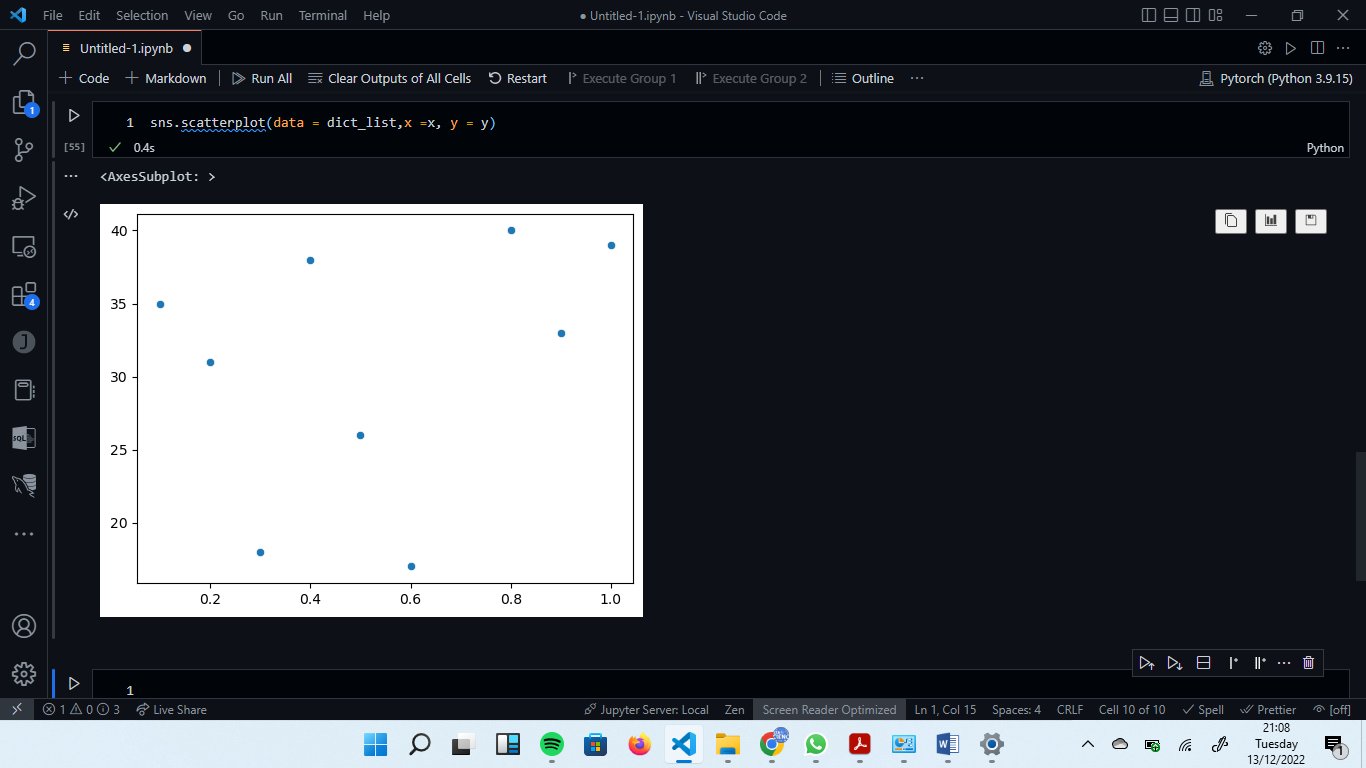 File Edit Selection View Go Run Terminal Help ● Untitled-1.ipynb - Visual Studio Code
Untitled-1.ipynb ●
+ Code + Markdown Run All Clear Outputs of All Cells Restart Execute Group 1 Execute Group 2 Outline ... Pytorch (Python 3.9.15)
1 sns.scatterplot(data = dict_list,x =x, y = y)
[55] ✓ 0.4s Python
<AxesSubplot: >
40
35
30
25
20
0.2 0.4 0.6 0.8 1.0
1
4
J
SQL
1
1 0 3 Live Share Jupyter Server: Local Zen Screen Reader Optimized Ln 1, Col 15 Spaces: 4 CRLF Cell 10 of 10 Spell Prettier [off]
21:08
Tuesday
13/12/2022
1